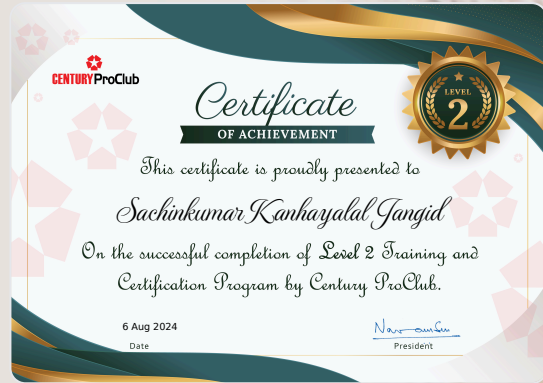 CENTURY ProClub
Certificate
OF ACHIEVEMENT
LEVEL
2
This certificate is proudly presented to
Sachinkumar Kanhayalal Jangid
On the successful completion of Level 2 Training and
Certification Program by Century ProClub.
6 Aug 2024
Date
President